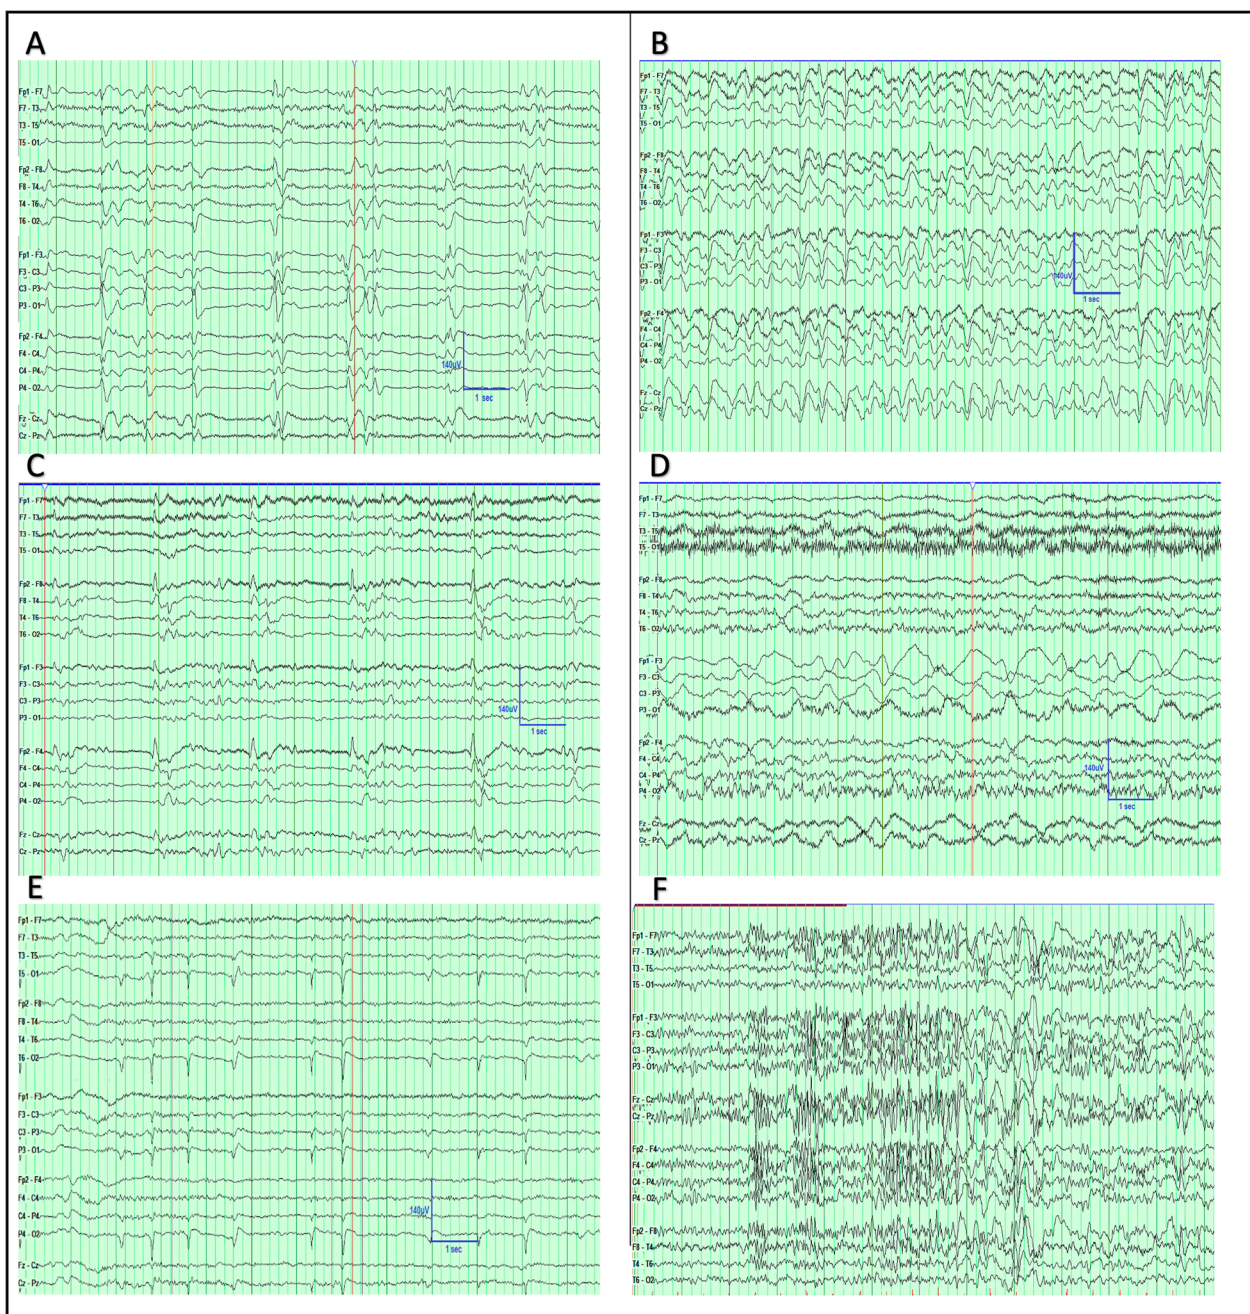 A
Fp1 - F7
F7 - T3
T3 - T5
T5 - O1
Fp2 - F8
F8 - T4
T4 - T6
T6 - O2
Fp1 - F3
F3 - C3
C3 - P3
P3 - O1
Fp2 - F4
F4 - C4
C4 - P4
P4 - O2
Fz - Cz
Cz - Pz
140uV
1 sec
B
Fp1 - F7
F7 - T3
T3 - T5
T5 - O1
Fp2 - F8
F8 - T4
T4 - T6
T6 - O2
Fp1 - F3
F3 - C3
C3 - P3
P3 - O1
Fp2 - F4
F4 - C4
C4 - P4
P4 - O2
Fz - Cz
Cz - Pz
140uV
1 sec
C
Fp1 - F7
F7 - T3
T3 - T5
T5 - O1
Fp2 - F8
F8 - T4
T4 - T6
T6 - O2
Fp1 - F3
F3 - C3
C3 - P3
P3 - O1
Fp2 - F4
F4 - C4
C4 - P4
P4 - O2
Fz - Cz
Cz - Pz
140uV
1 sec
D
Fp1 - F7
F7 - T3
T3 - T5
T5 - O1
Fp2 - F8
F8 - T4
T4 - T6
T6 - O2
Fp1 - F3
F3 - C3
C3 - P3
P3 - O1
Fp2 - F4
F4 - C4
C4 - P4
P4 - O2
Fz - Cz
Cz - Pz
140uV
1 sec
E
Fp1 - F7
F7 - T3
T3 - T5
T5 - O1
Fp2 - F8
F8 - T4
T4 - T6
T6 - O2
Fp1 - F3
F3 - C3
C3 - P3
P3 - O1
Fp2 - F4
F4 - C4
C4 - P4
P4 - O2
Fz - Cz
Cz - Pz
140uV
1 sec
F
Fp1 - F7
F7 - T3
T3 - T5
T5 - O1
Fp1 - F3
F3 - C3
C3 - P3
P3 - O1
Fz - Cz
Cz - Pz
Fp2 - F4
F4 - C4
C4 - P4
P4 - O2
Fp2 - F8
F8 - T4
T4 - T6
T6 - O2